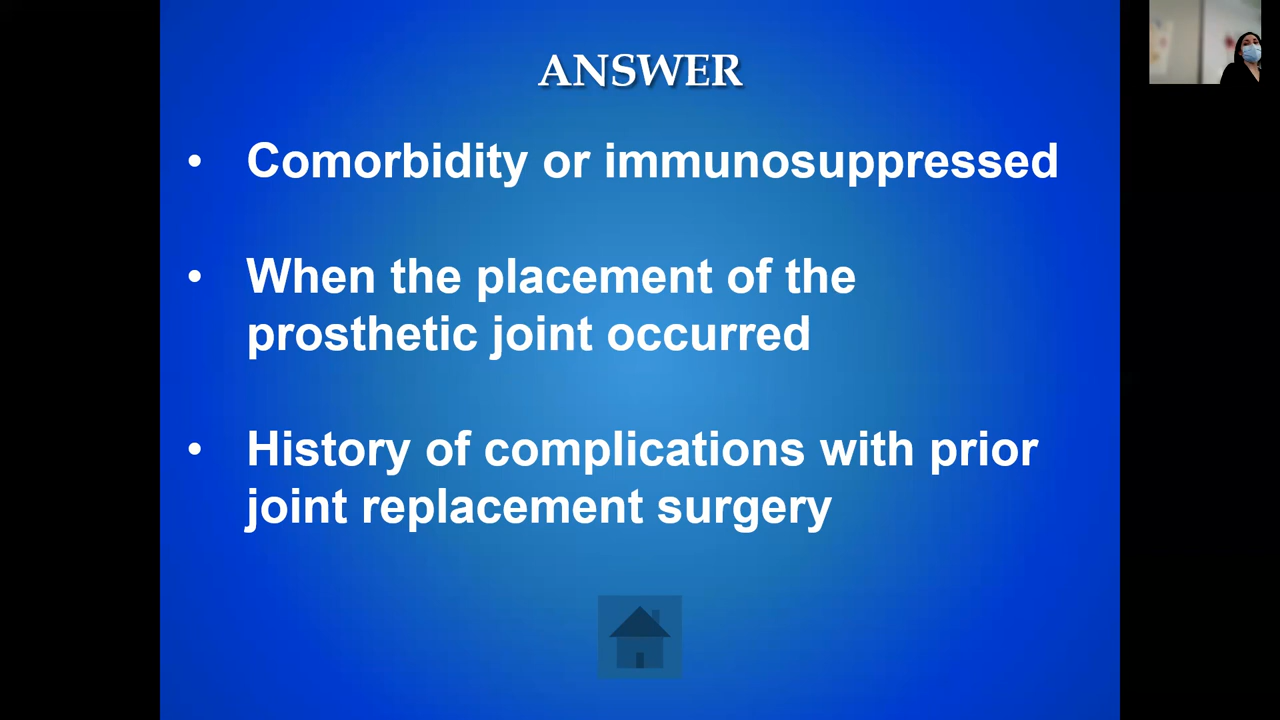 ANSWER
• Comorbidity or immunosuppressed
• When the placement of the
prosthetic joint occurred
• History of complications with prior
joint replacement surgery